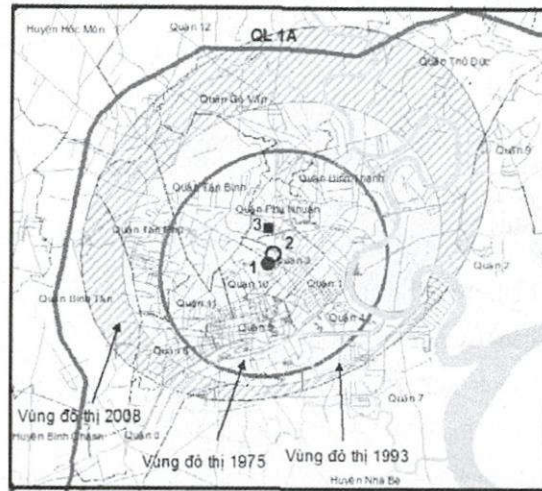 Quận 12
Huyện Hóc Môn
QL 1A
Quận Thủ Đức
Quận Gò Vấp
Quận 9
Quận Bình Thạnh
Quận Tân Bình
Quận Phú Nhuận
3
Quận Tân Phú
2
Quận 3
1
Quận 2
Quận 10
Quận 1
Quận Bình Tân
Quận 11
Quận 4
Quận 5
Quận 6
Quận 7
Vùng đô thị 2008
Huyện Bình Chánh
Quận 8
Vùng đô thị 1975
Vùng đô thị 1993
Huyện Nhà Bè